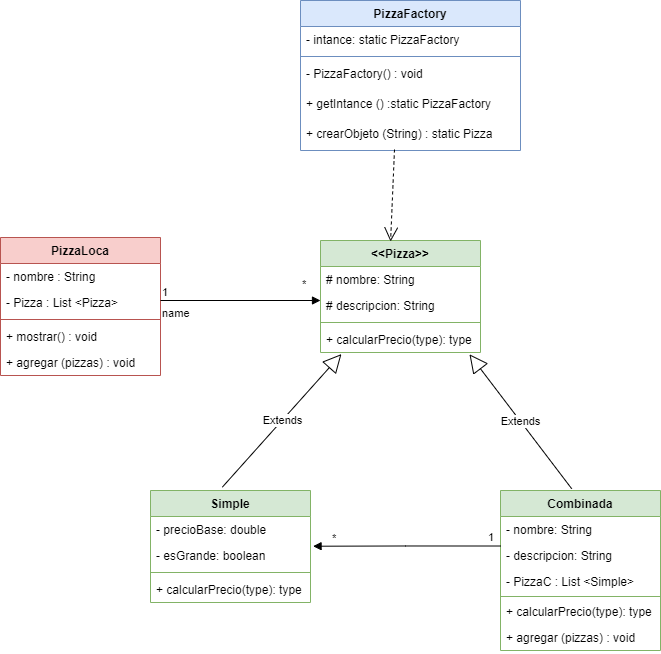 PizzaFactory
- intance: static PizzaFactory
- PizzaFactory() : void
+ getIntance () :static PizzaFactory
+ crearObjeto (String) : static Pizza
PizzaLoca
- nombre : String
- Pizza : List <Pizza>
+ mostrar() : void
+ agregar (pizzas) : void
1
name
*
<<Pizza>>
# nombre: String
# descripcion: String
+ calcularPrecio(type): type
Extends
Extends
Simple
- precioBase: double
- esGrande: boolean
+ calcularPrecio(type): type
*
1
Combinada
- nombre: String
- descripcion: String
- PizzaC : List <Simple>
+ calcularPrecio(type): type
+ agregar (pizzas) : void